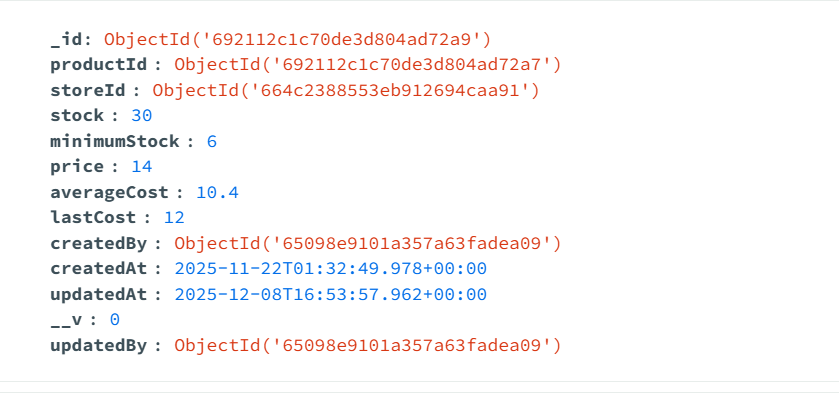 _id: ObjectId('692112c1c70de3d804ad72a9')
productId : ObjectId('692112c1c70de3d804ad72a7')
storeId : ObjectId('664c2388553eb912694caa91')
stock : 30
minimumStock : 6
price : 14
averageCost : 10.4
lastCost : 12
createdBy : ObjectId('65098e9101a357a63fadea09')
createdAt : 2025-11-22T01:32:49.978+00:00
updatedAt : 2025-12-08T16:53:57.962+00:00
__v : 0
updatedBy : ObjectId('65098e9101a357a63fadea09')